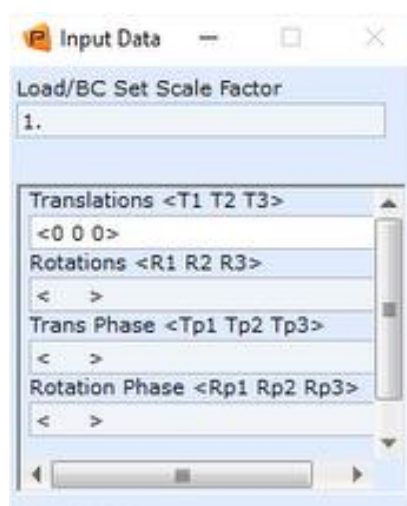 Input Data
Load/BC Set Scale Factor
1.
Translations <T1 T2 T3>
<0 0 0>
Rotations <R1 R2 R3>
<     >
Trans Phase <Tp1 Tp2 Tp3>
<     >
Rotation Phase <Rp1 Rp2 Rp3>
<     >